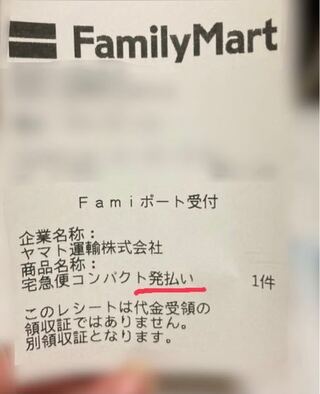 FamilyMart
Ｆａｍｉポート受付
企業名称：
ヤマト運輸株式会社
商品名称：
宅急便コンパクト発払い 1件
このレシートは代金受領の
領収証ではありません。
別領収証となります。